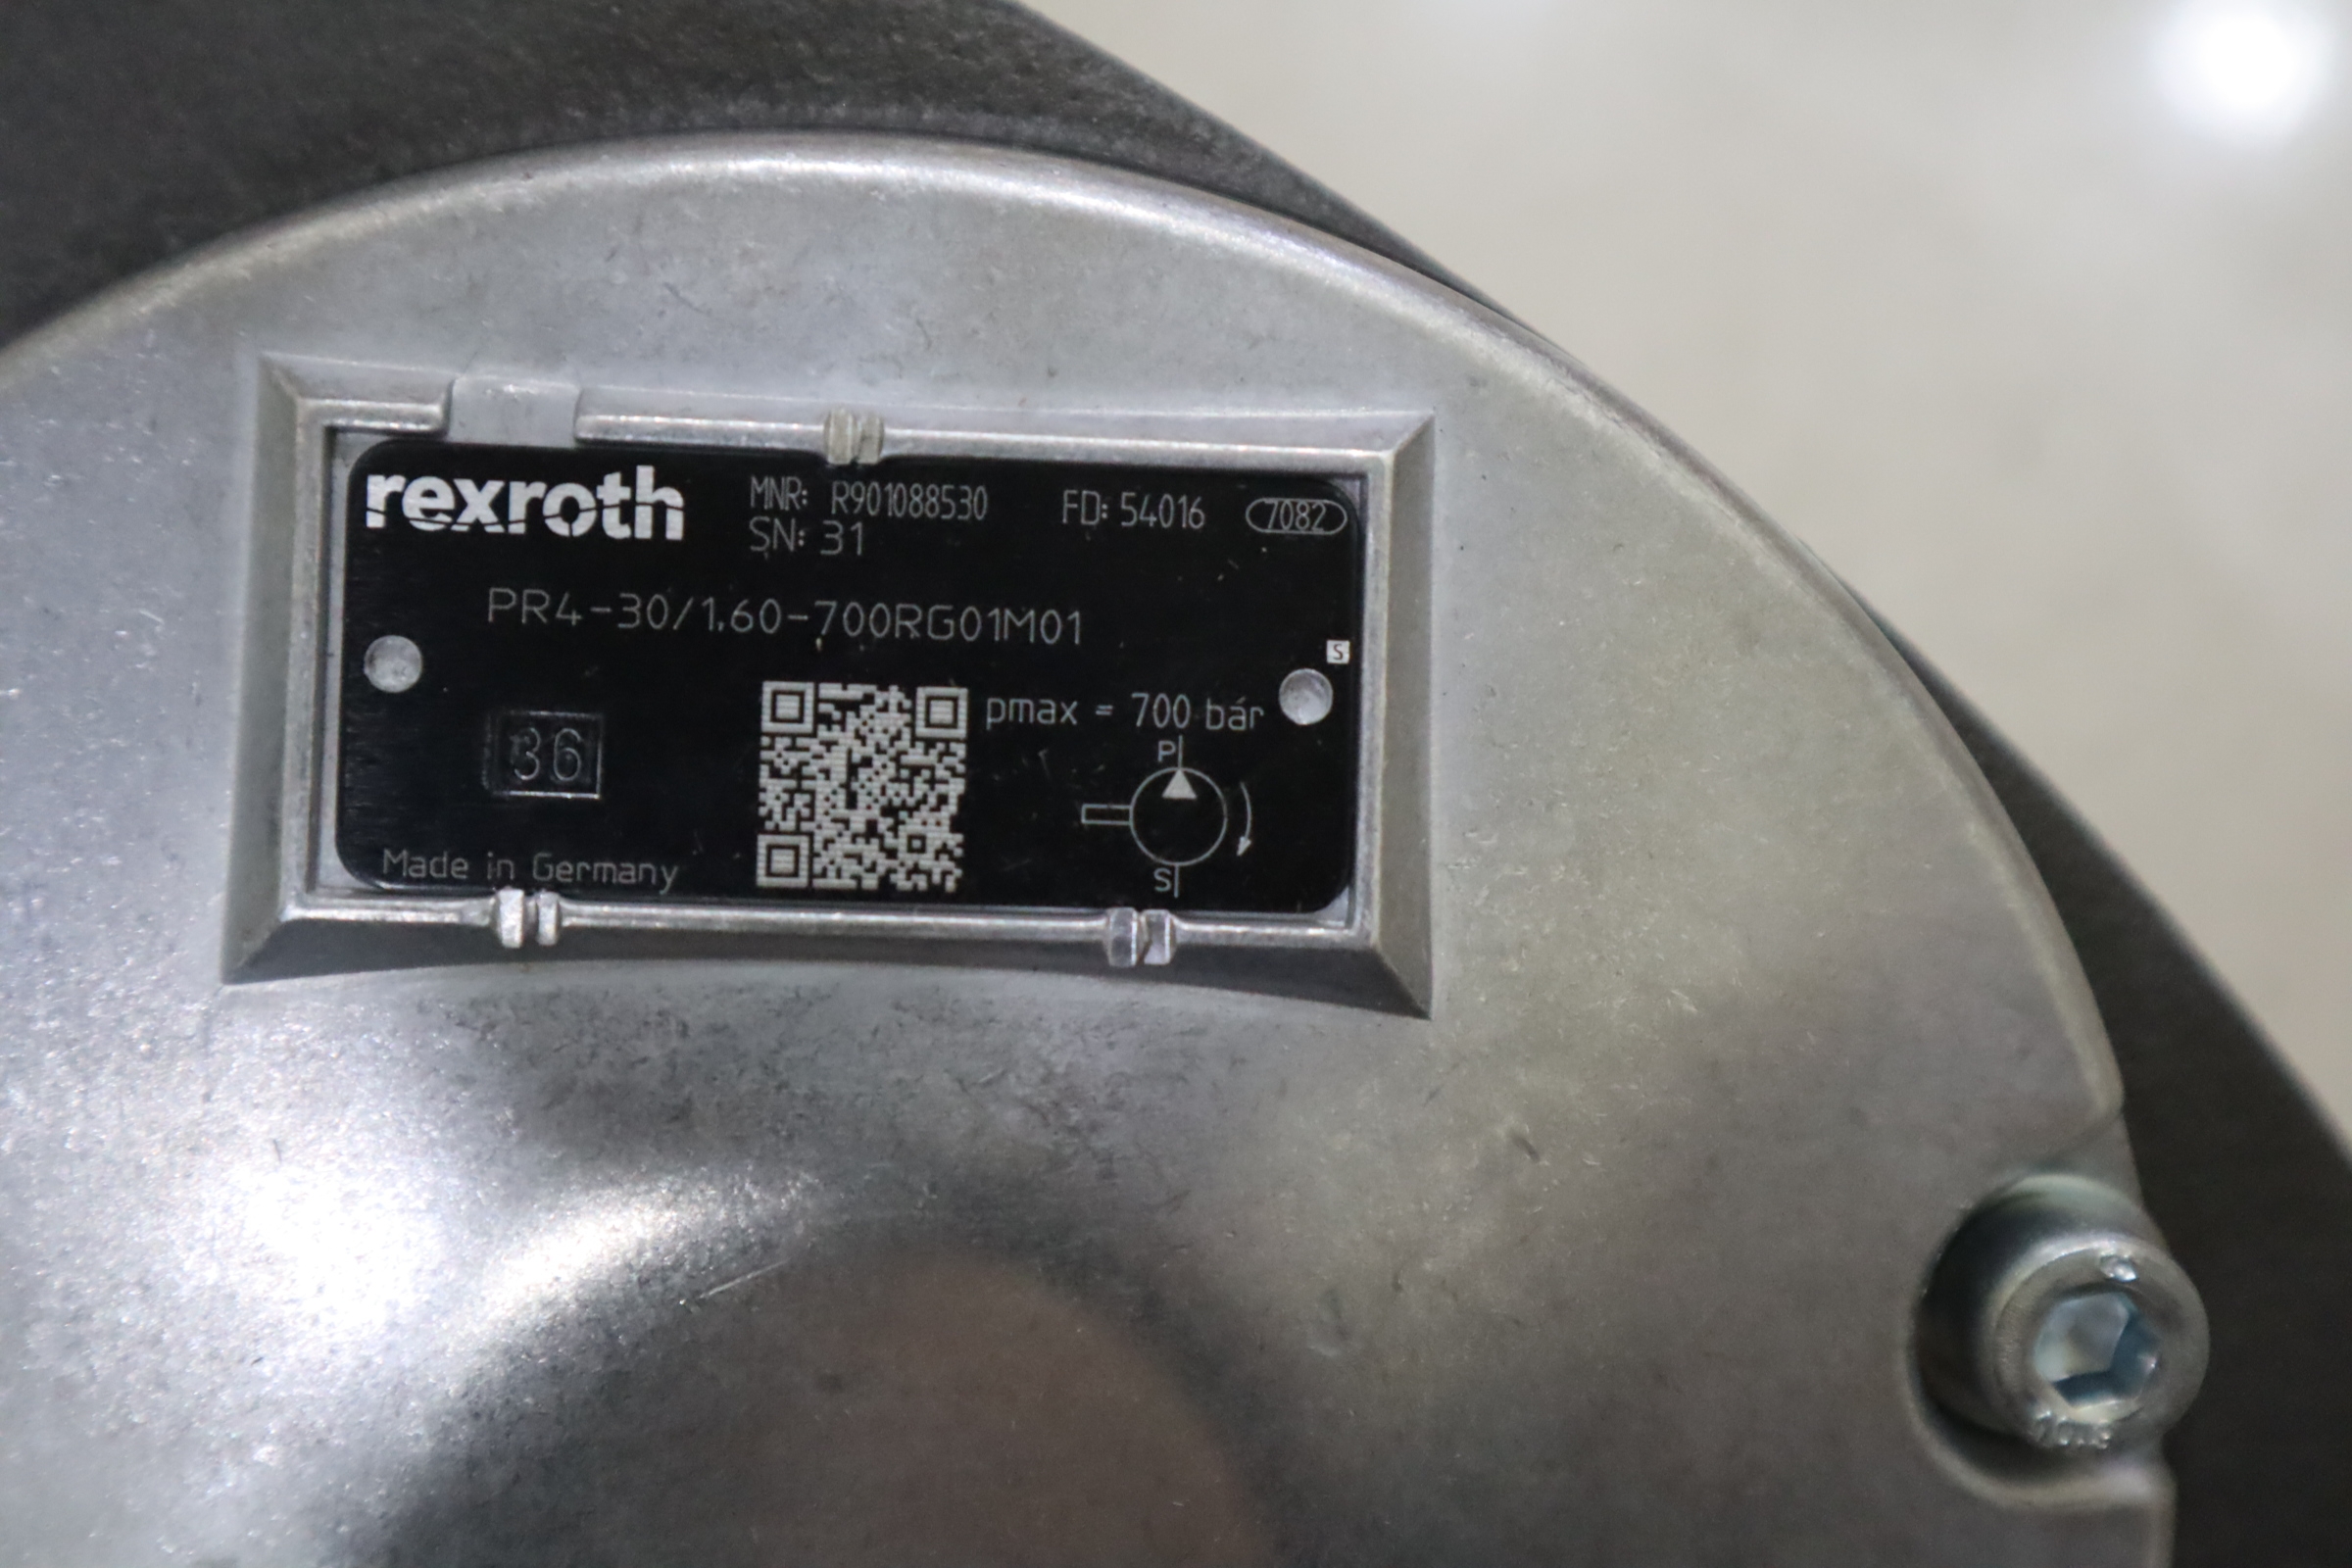 rexroth
MNR: R901088530 FD: 54016 7082
SN: 31
PR4-30/1.60-700RG01M01
S
36
pmax = 700 bar
P
S
Made in Germany